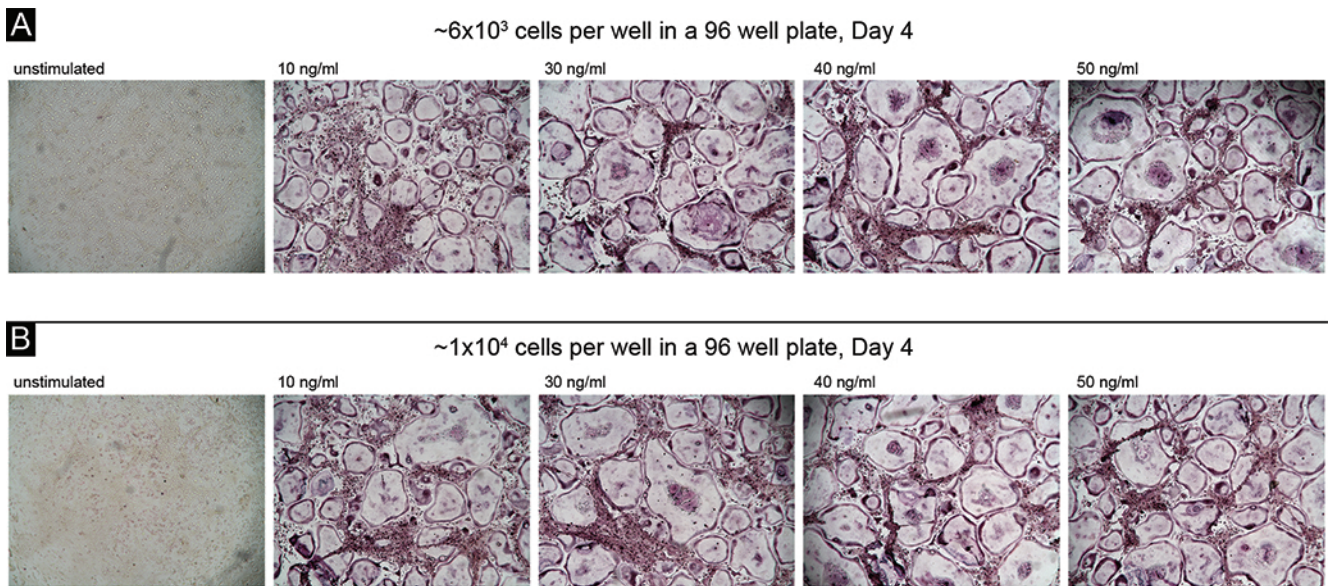 A
~6x10³ cells per well in a 96 well plate, Day 4
unstimulated 10 ng/ml 30 ng/ml 40 ng/ml 50 ng/ml
B
~1x10⁴ cells per well in a 96 well plate, Day 4
unstimulated 10 ng/ml 30 ng/ml 40 ng/ml 50 ng/ml